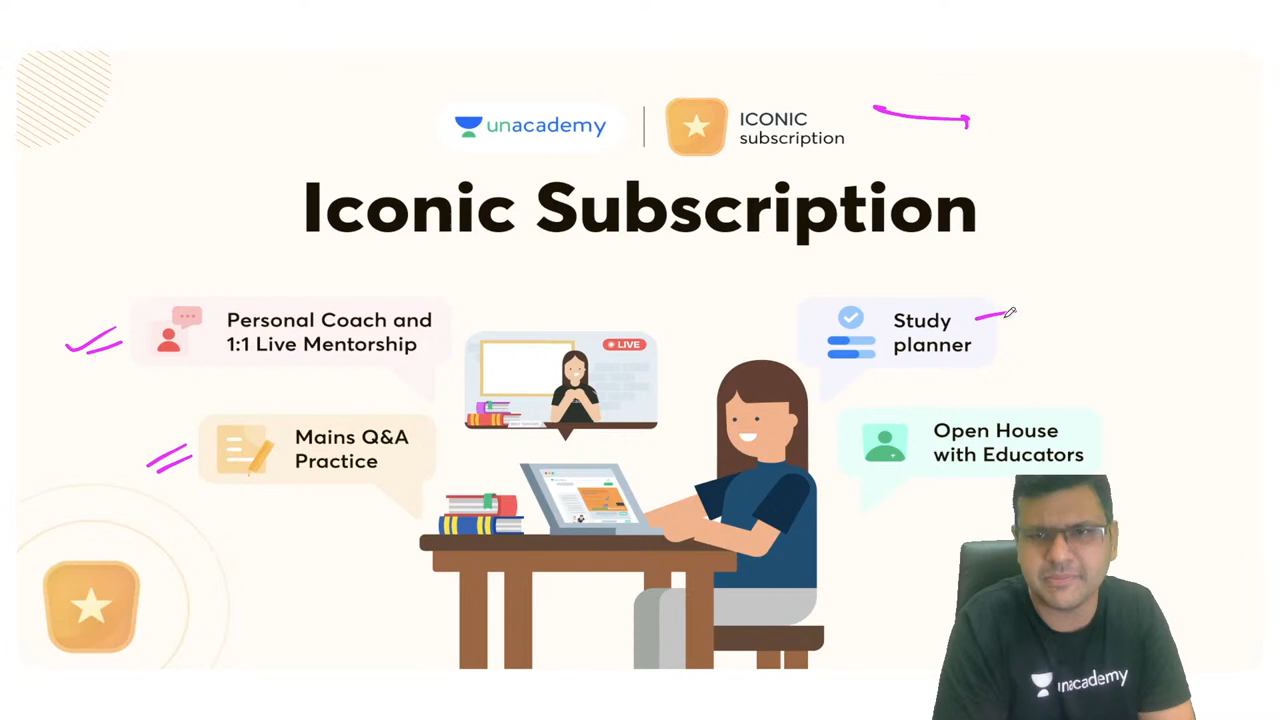 unacademy
ICONIC
subscription
Iconic Subscription
Personal Coach and
1:1 Live Mentorship
LIVE
Study
planner
Mains Q&A
Practice
Open House
with Educators
unacademy